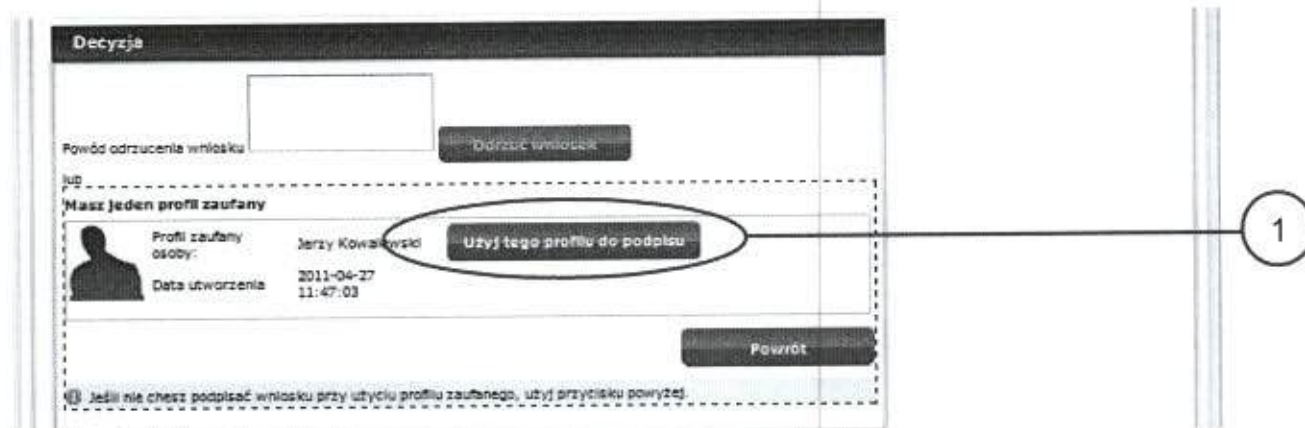 Decyzja
Powód odrzucenia wniosku
Odrzuć wniosek
lub
Masz jeden profil zaufany
Profil zaufany
osoby:
Jerzy Kowalewski
Użyj tego profilu do podpisu
1
Data utworzenia
2011-04-27
11:47:03
Powrót
Jeśli nie chesz podpisać wniosku przy użyciu profilu zaufanego, użyj przycisku powyżej.